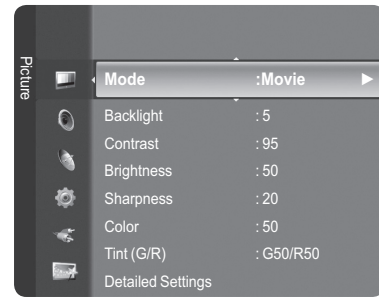 Picture
Mode :Movie
Backlight : 5
Contrast : 95
Brightness : 50
Sharpness : 20
Color : 50
Tint (G/R) : G50/R50
Detailed Settings